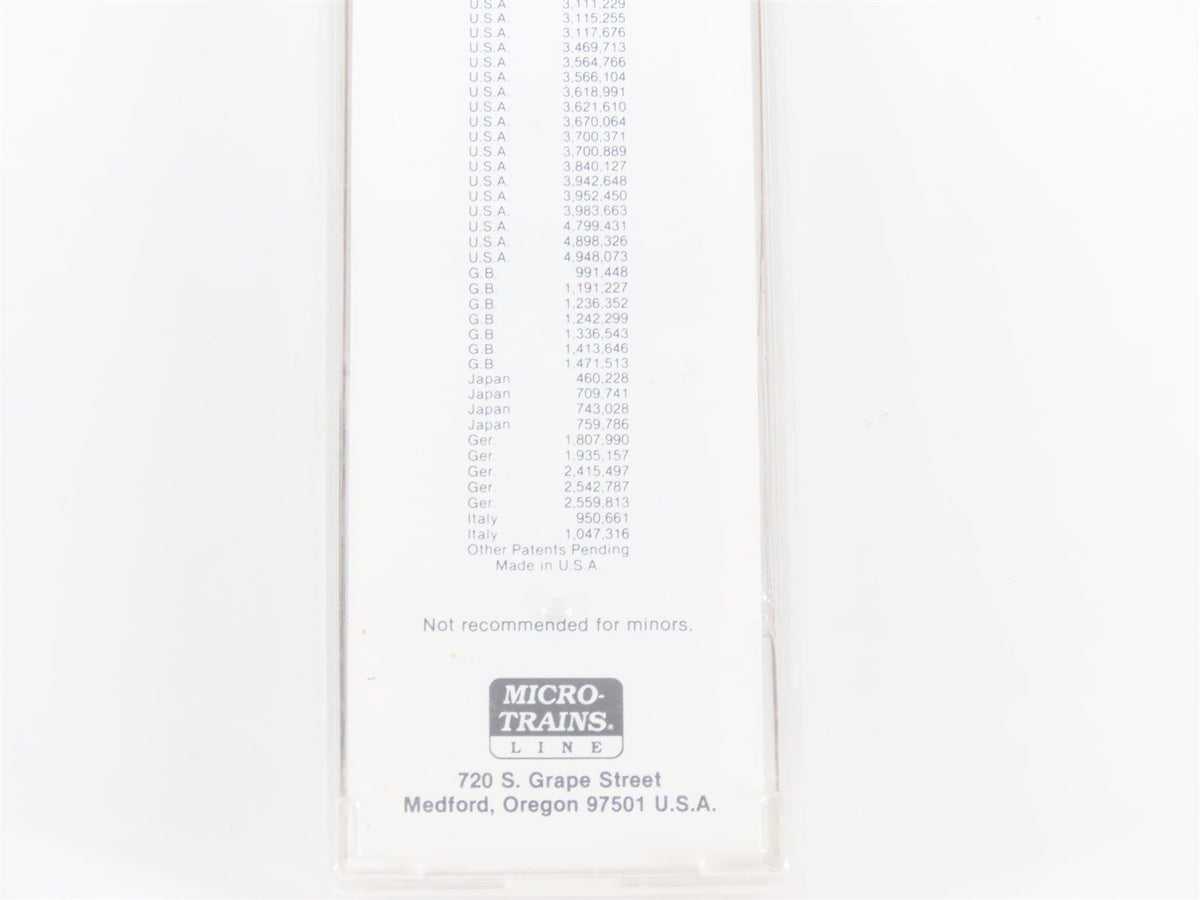 U.S.A. 3,111,229
U.S.A. 3,115,255
U.S.A. 3,117,676
U.S.A. 3,469,713
U.S.A. 3,564,766
U.S.A. 3,566,104
U.S.A. 3,618,991
U.S.A. 3,621,610
U.S.A. 3,670,064
U.S.A. 3,700,371
U.S.A. 3,700,889
U.S.A. 3,840,127
U.S.A. 3,942,648
U.S.A. 3,952,450
U.S.A. 3,983,663
U.S.A. 4,799,431
U.S.A. 4,898,326
U.S.A. 4,948,073
G.B. 991,448
G.B. 1,191,227
G.B. 1,236,352
G.B. 1,242,299
G.B. 1,336,543
G.B. 1,413,646
G.B 1,471,513
Japan 460,228
Japan 709,741
Japan 743,028
Japan 759,786
Ger. 1,807,990
Ger. 1,935,157
Ger. 2,415,497
Ger. 2,542,787
Ger. 2,559,813
Italy 950,661
Italy 1,047,316
Other Patents Pending
Made in U.S.A.
Not recommended for minors.
MICRO-
TRAINS®
LINE
720 S. Grape Street
Medford, Oregon 97501 U.S.A.